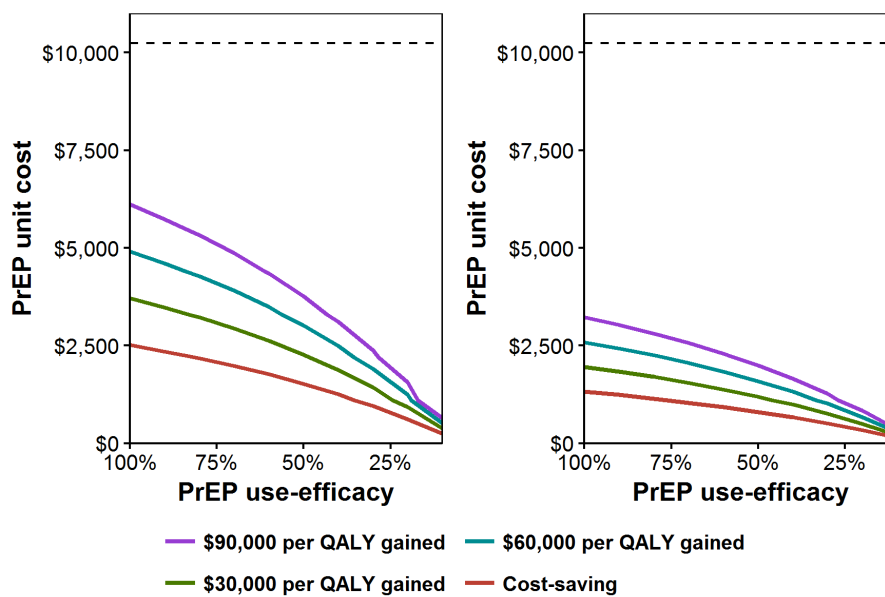 $10,000
$7,500
$5,000
$2,500
$0
PrEP unit cost
100% 75% 50% 25%
PrEP use-efficacy
$10,000
$7,500
$5,000
$2,500
$0
PrEP unit cost
100% 75% 50% 25%
PrEP use-efficacy
$90,000 per QALY gained $60,000 per QALY gained
$30,000 per QALY gained Cost-saving